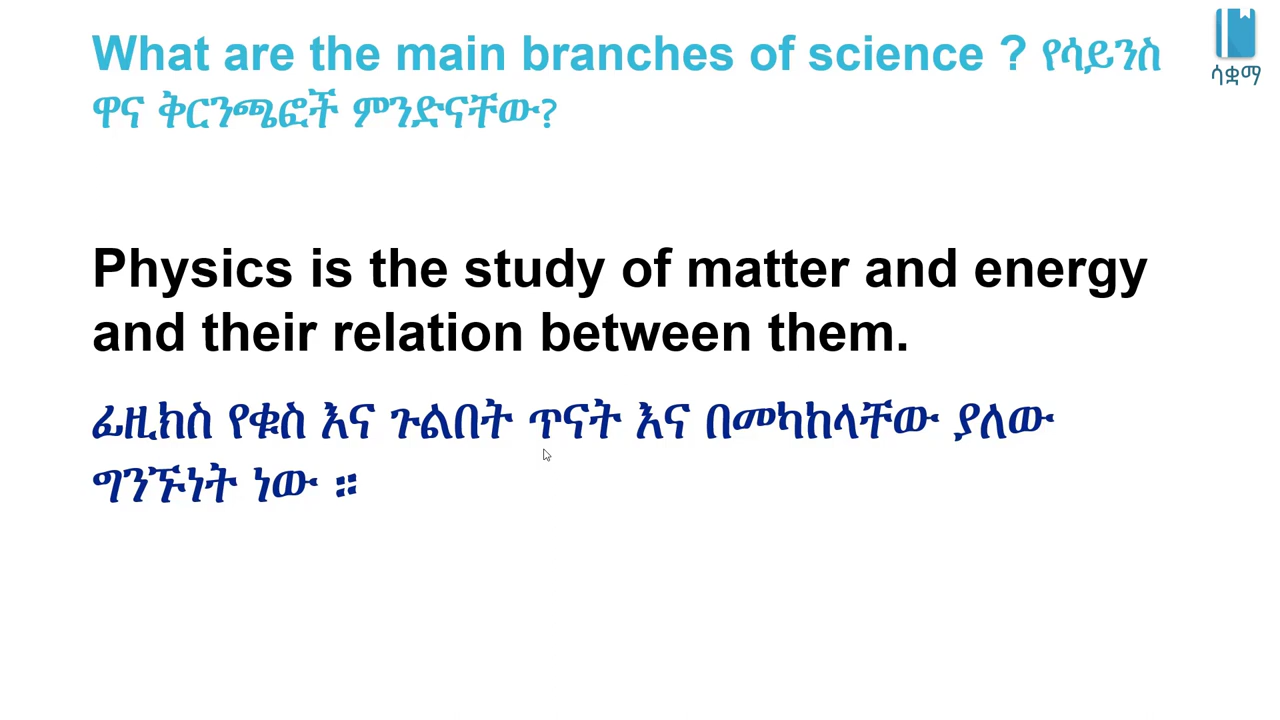 What are the main branches of science ? የሳይንስ
ዋና ቅርንጫፎች ምንድናቸው?
ሳቋማ
Physics is the study of matter and energy
and their relation between them.
ፊዚክስ የቁስ እና ጉልበት ጥናት እና በመካከላቸው ያለው
ግንኙነት ነው ።